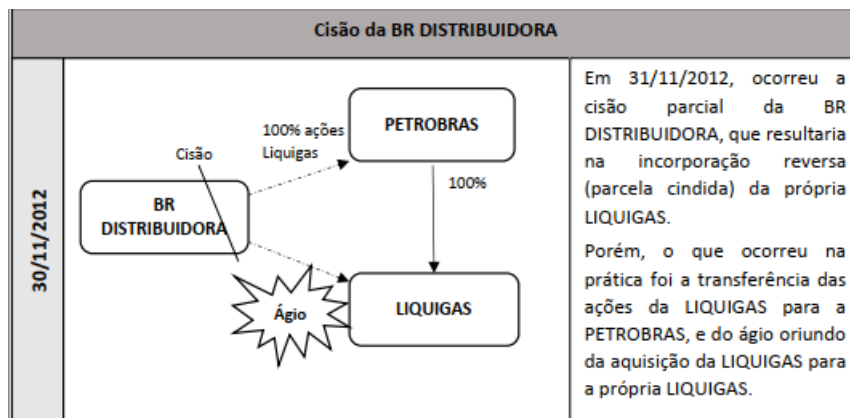 Cisão da BR DISTRIBUIDORA
30/11/2012
PETROBRAS
100% ações
Liquigas
Cisão
100%
BR
DISTRIBUIDORA
Ágio
LIQUIGAS
Em 31/11/2012, ocorreu a
cisão parcial da BR
DISTRIBUIDORA, que resultaria
na incorporação reversa
(parcela cindida) da própria
LIQUIGAS.
Porém, o que ocorreu na
prática foi a transferência das
ações da LIQUIGAS para a
PETROBRAS, e do ágio oriundo
da aquisição da LIQUIGAS para
a própria LIQUIGAS.